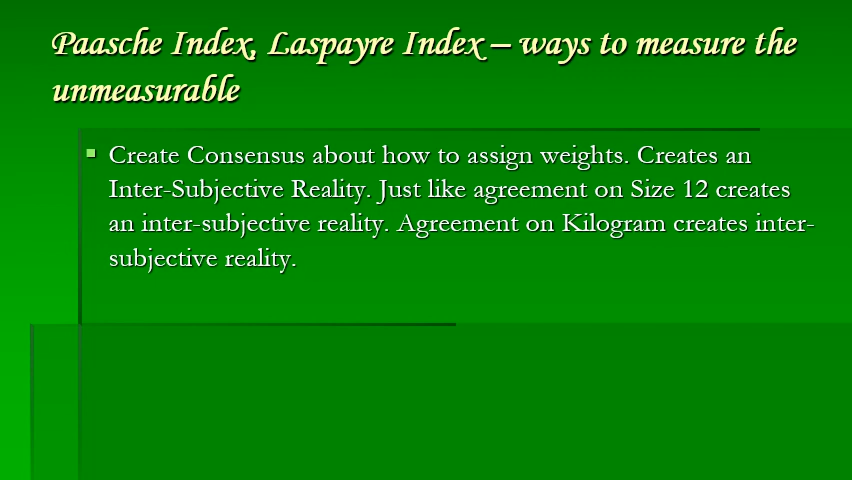 Paasche Index, Laspayre Index – ways to measure the
unmeasurable
Create Consensus about how to assign weights. Creates an
Inter-Subjective Reality. Just like agreement on Size 12 creates
an inter-subjective reality. Agreement on Kilogram creates inter-
subjective reality.